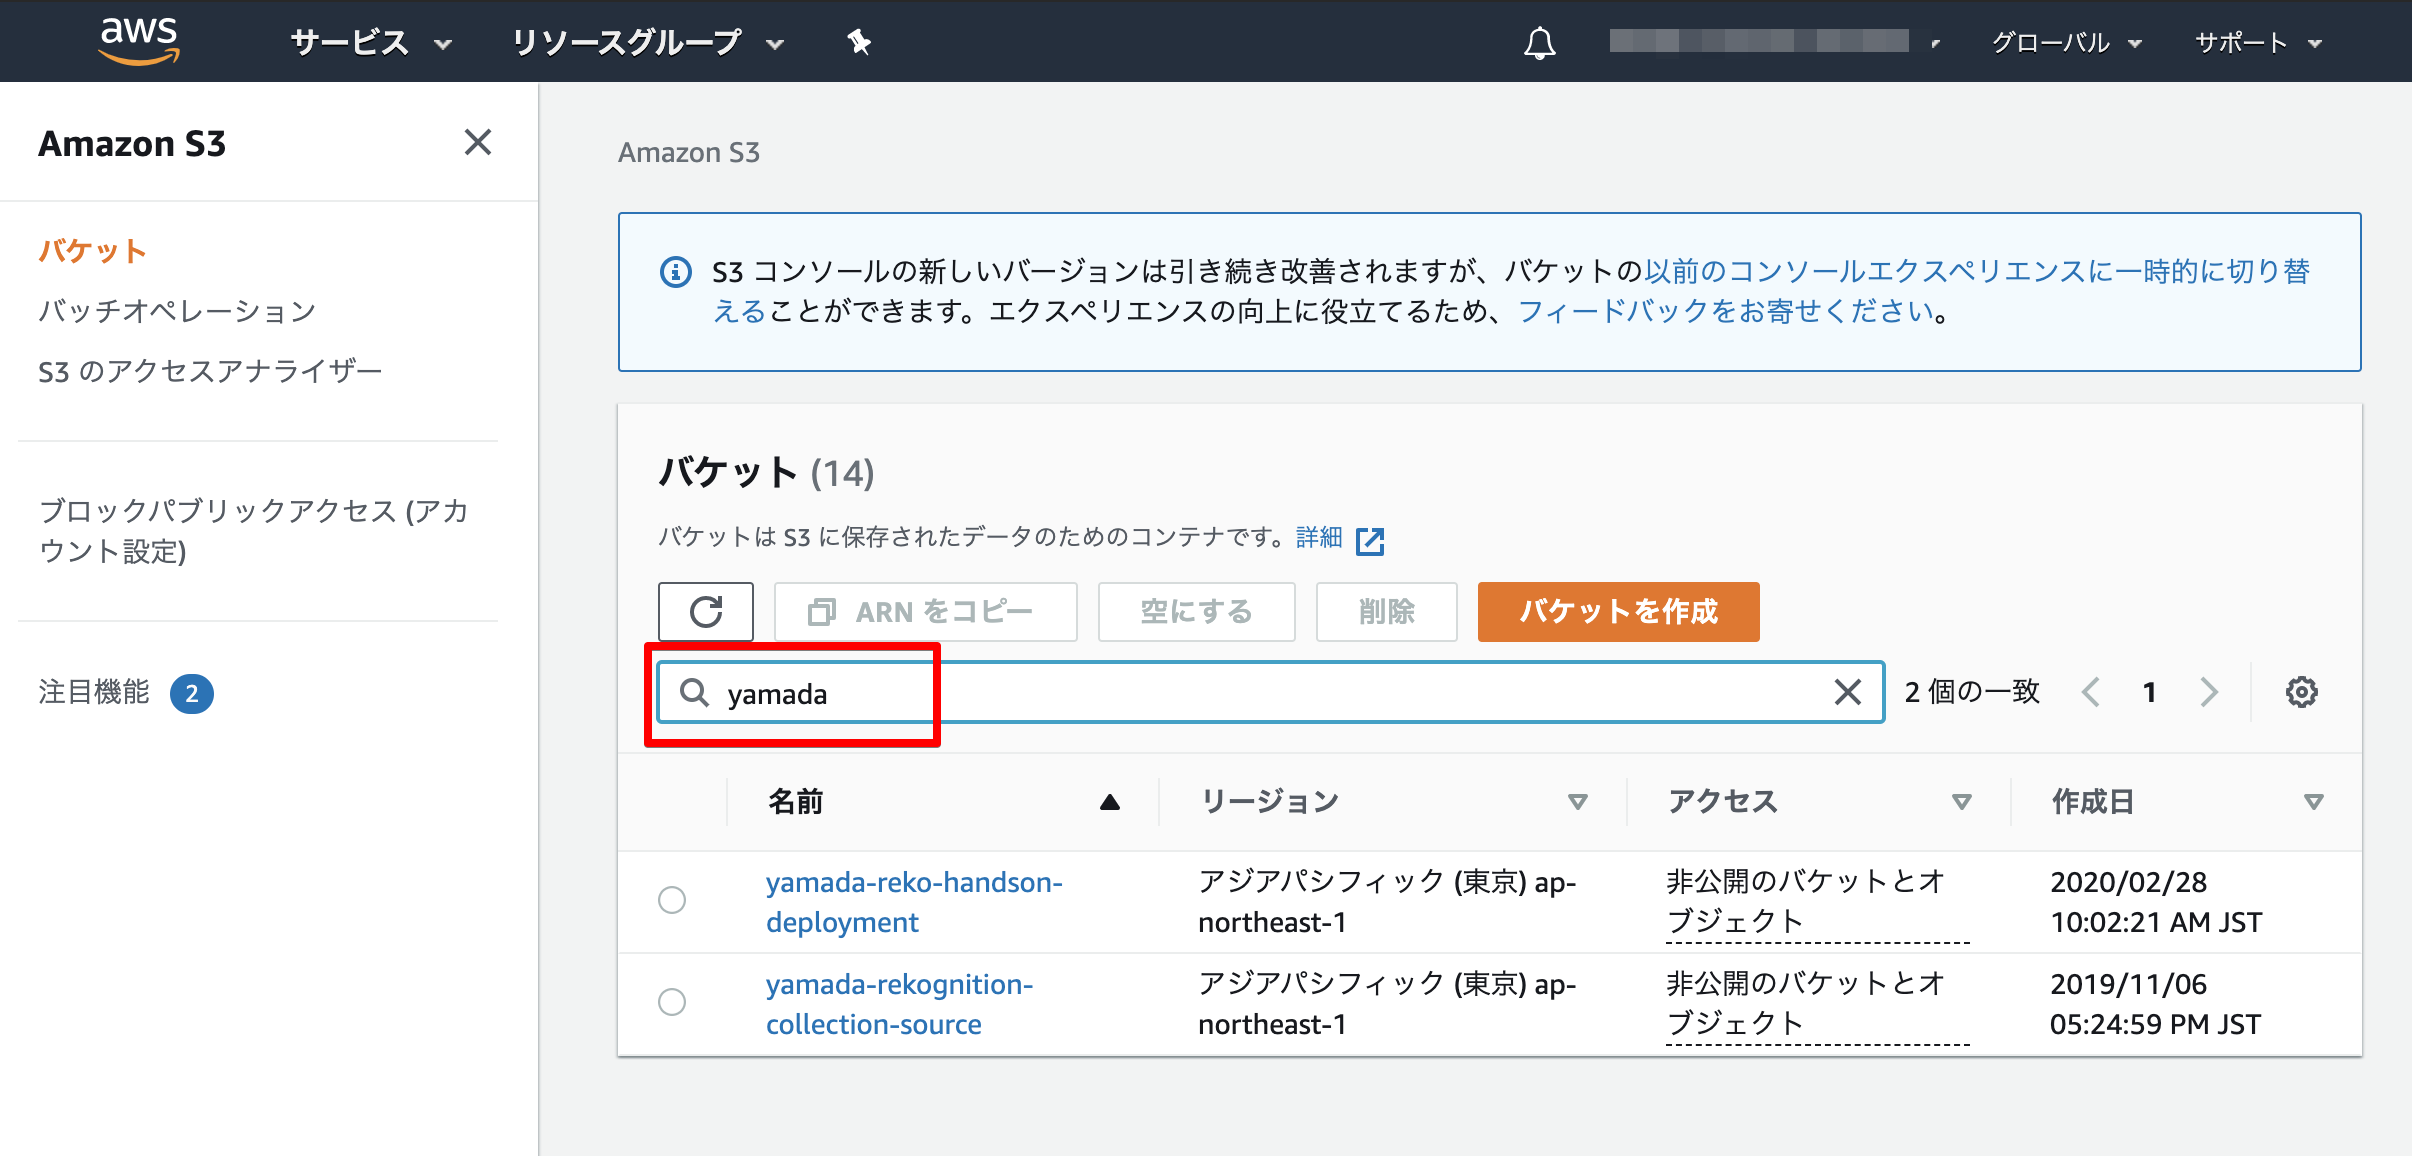 aws
サービス
リソースグループ
グローバル
サポート
Amazon S3
バケット
バッチオペレーション
S3 のアクセスアナライザー
ブロックパブリックアクセス (アカ
ウント設定)
注目機能 2
Amazon S3
S3 コンソールの新しいバージョンは引き続き改善されますが、バケットの以前のコンソールエクスペリエンスに一時的に切り替
えることができます。エクスペリエンスの向上に役立てるため、フィードバックをお寄せください。
バケット (14)
バケットは S3 に保存されたデータのためのコンテナです。詳細
ARN をコピー
空にする
削除
バケットを作成
yamada
2 個の一致
1
名前
リージョン
アクセス
作成日
yamada-reko-handson-
deployment
アジアパシフィック (東京) ap-
northeast-1
非公開のバケットとオ
ブジェクト
2020/02/28
10:02:21 AM JST
yamada-rekognition-
collection-source
アジアパシフィック (東京) ap-
northeast-1
非公開のバケットとオ
ブジェクト
2019/11/06
05:24:59 PM JST